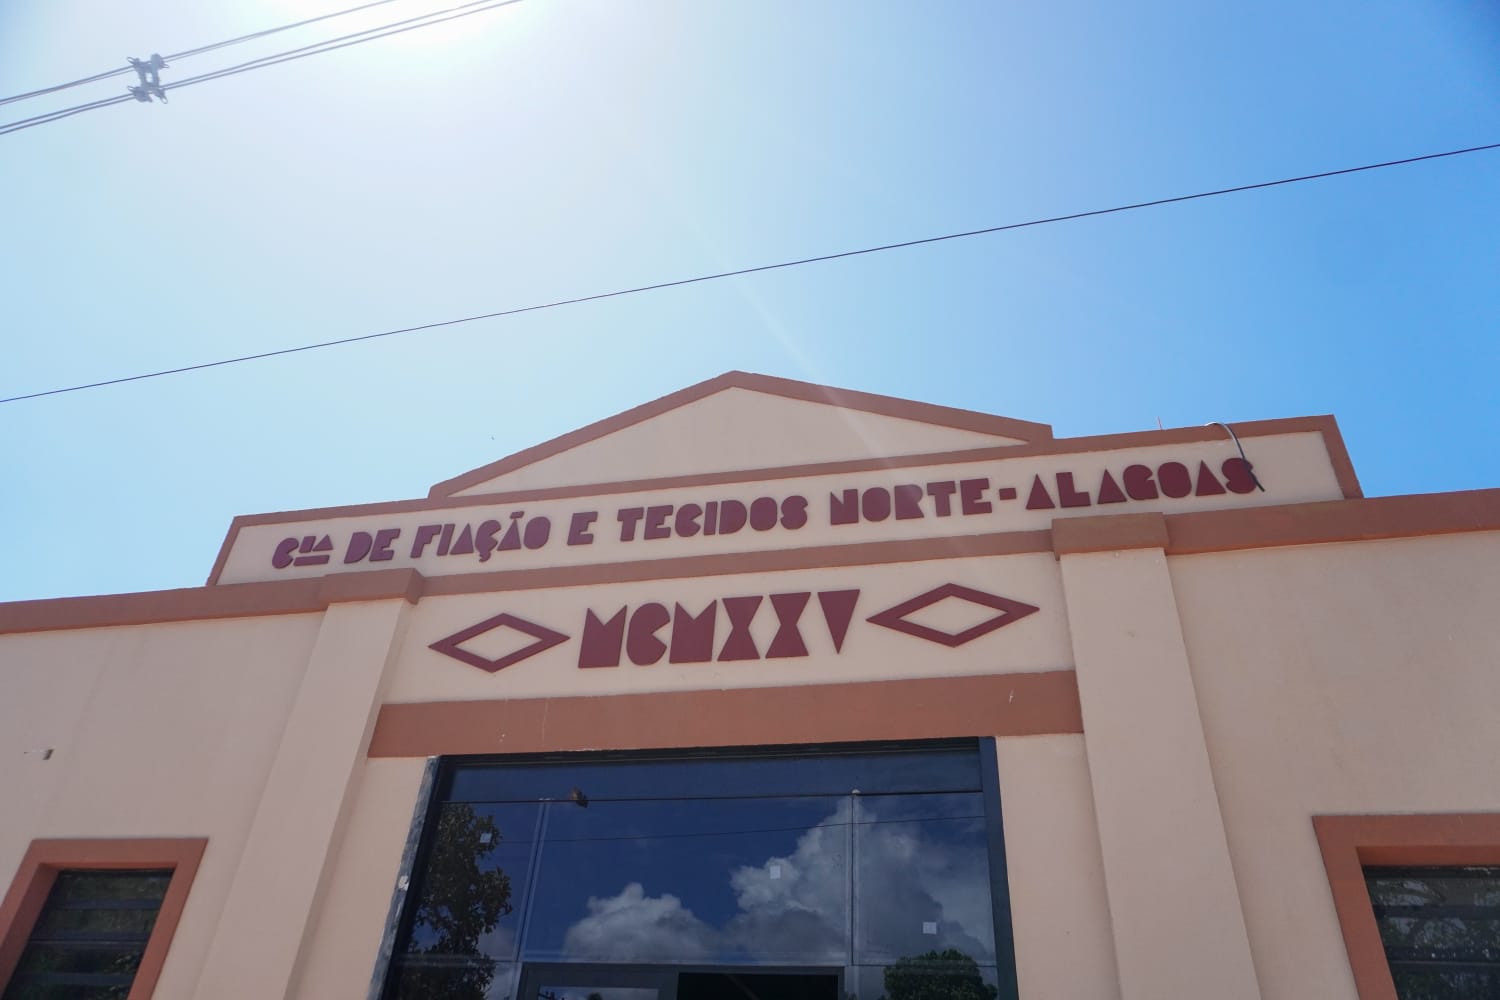 Cia DE FIAÇÃO E TECIDOS NORTE-ALAGOAS
MCMXXV